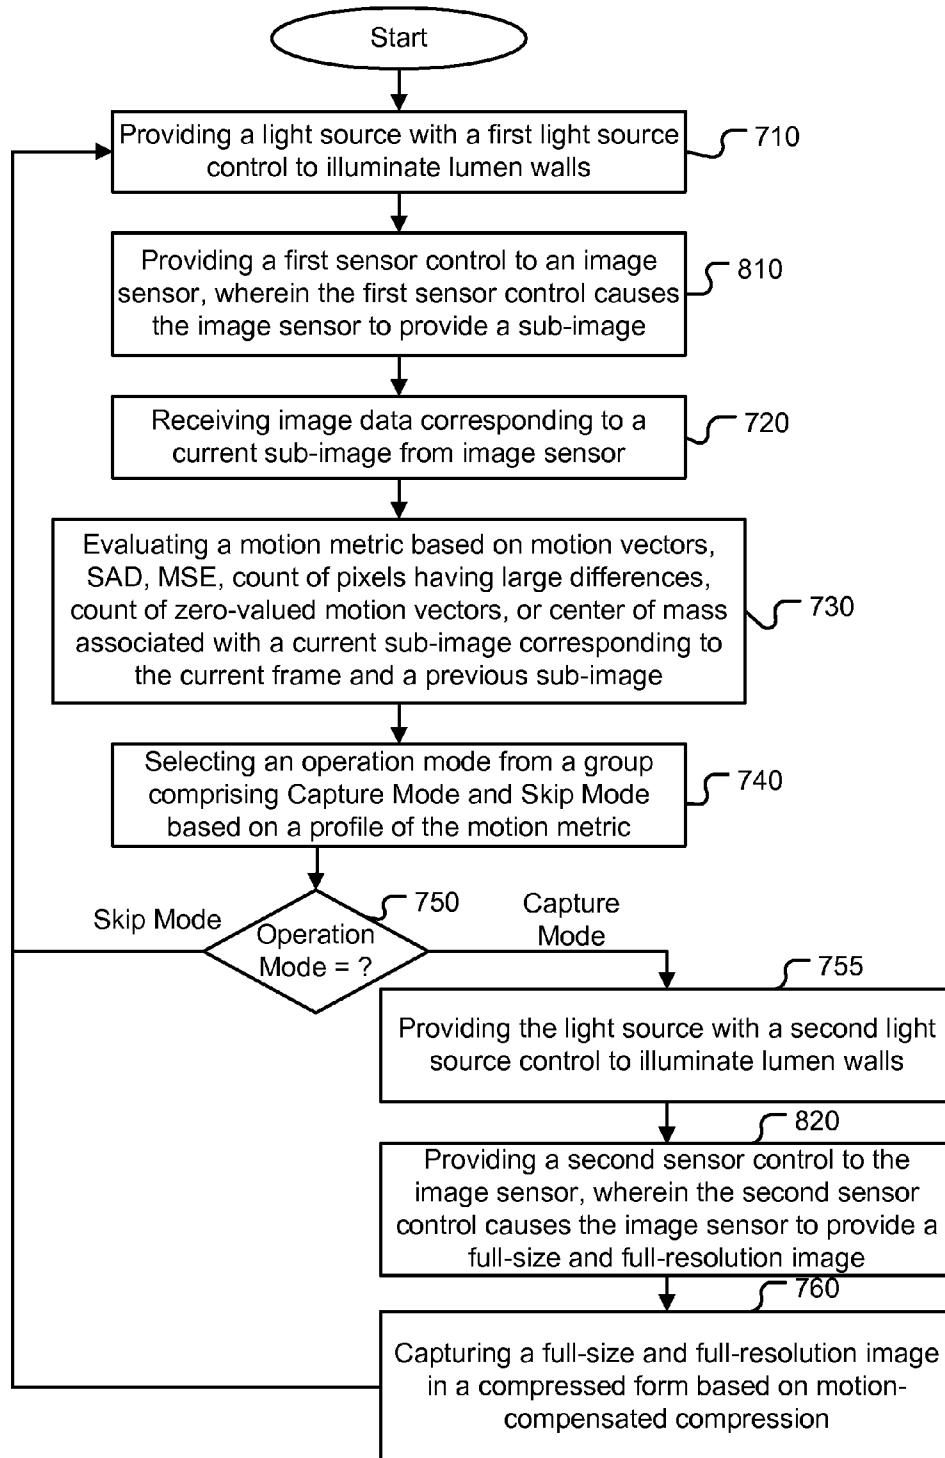 Start
Providing a light source with a first light source
control to illuminate lumen walls
710
Providing a first sensor control to an image
sensor, wherein the first sensor control causes
the image sensor to provide a sub-image
810
Receiving image data corresponding to a
current sub-image from image sensor
720
Evaluating a motion metric based on motion vectors,
SAD, MSE, count of pixels having large differences,
count of zero-valued motion vectors, or center of mass
associated with a current sub-image corresponding to
the current frame and a previous sub-image
730
Selecting an operation mode from a group
comprising Capture Mode and Skip Mode
based on a profile of the motion metric
740
750
Skip Mode
Operation
Mode = ?
Capture
Mode
755
Providing the light source with a second light
source control to illuminate lumen walls
820
Providing a second sensor control to the
image sensor, wherein the second sensor
control causes the image sensor to provide a
full-size and full-resolution image
760
Capturing a full-size and full-resolution image
in a compressed form based on motion-
compensated compression